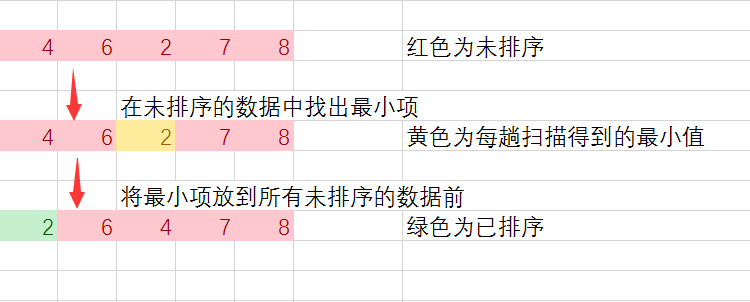 4 6 2 7 8 红色为未排序
在未排序的数据中找出最小项
4 6 2 7 8 黄色为每趟扫描得到的最小值
将最小项放到所有未排序的数据前
2 6 4 7 8 绿色为已排序